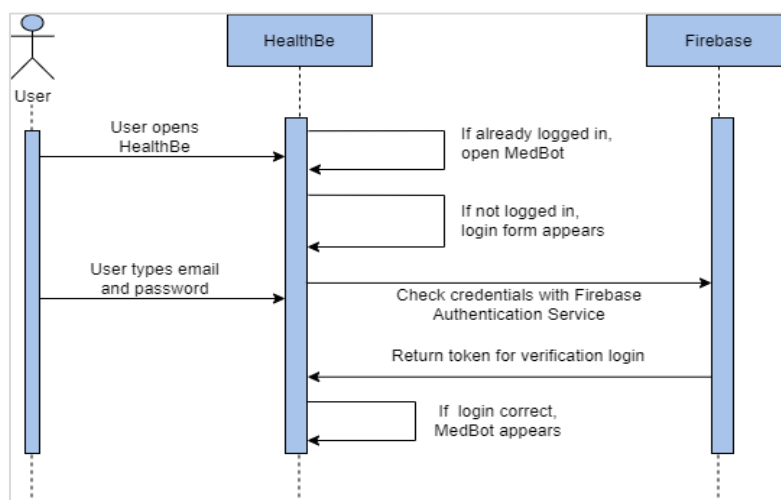 HealthBe
Firebase
User
User opens
HealthBe
If already logged in,
open MedBot
If not logged in,
login form appears
User types email
and password
Check credentials with Firebase
Authentication Service
Return token for verification login
If login correct,
MedBot appears